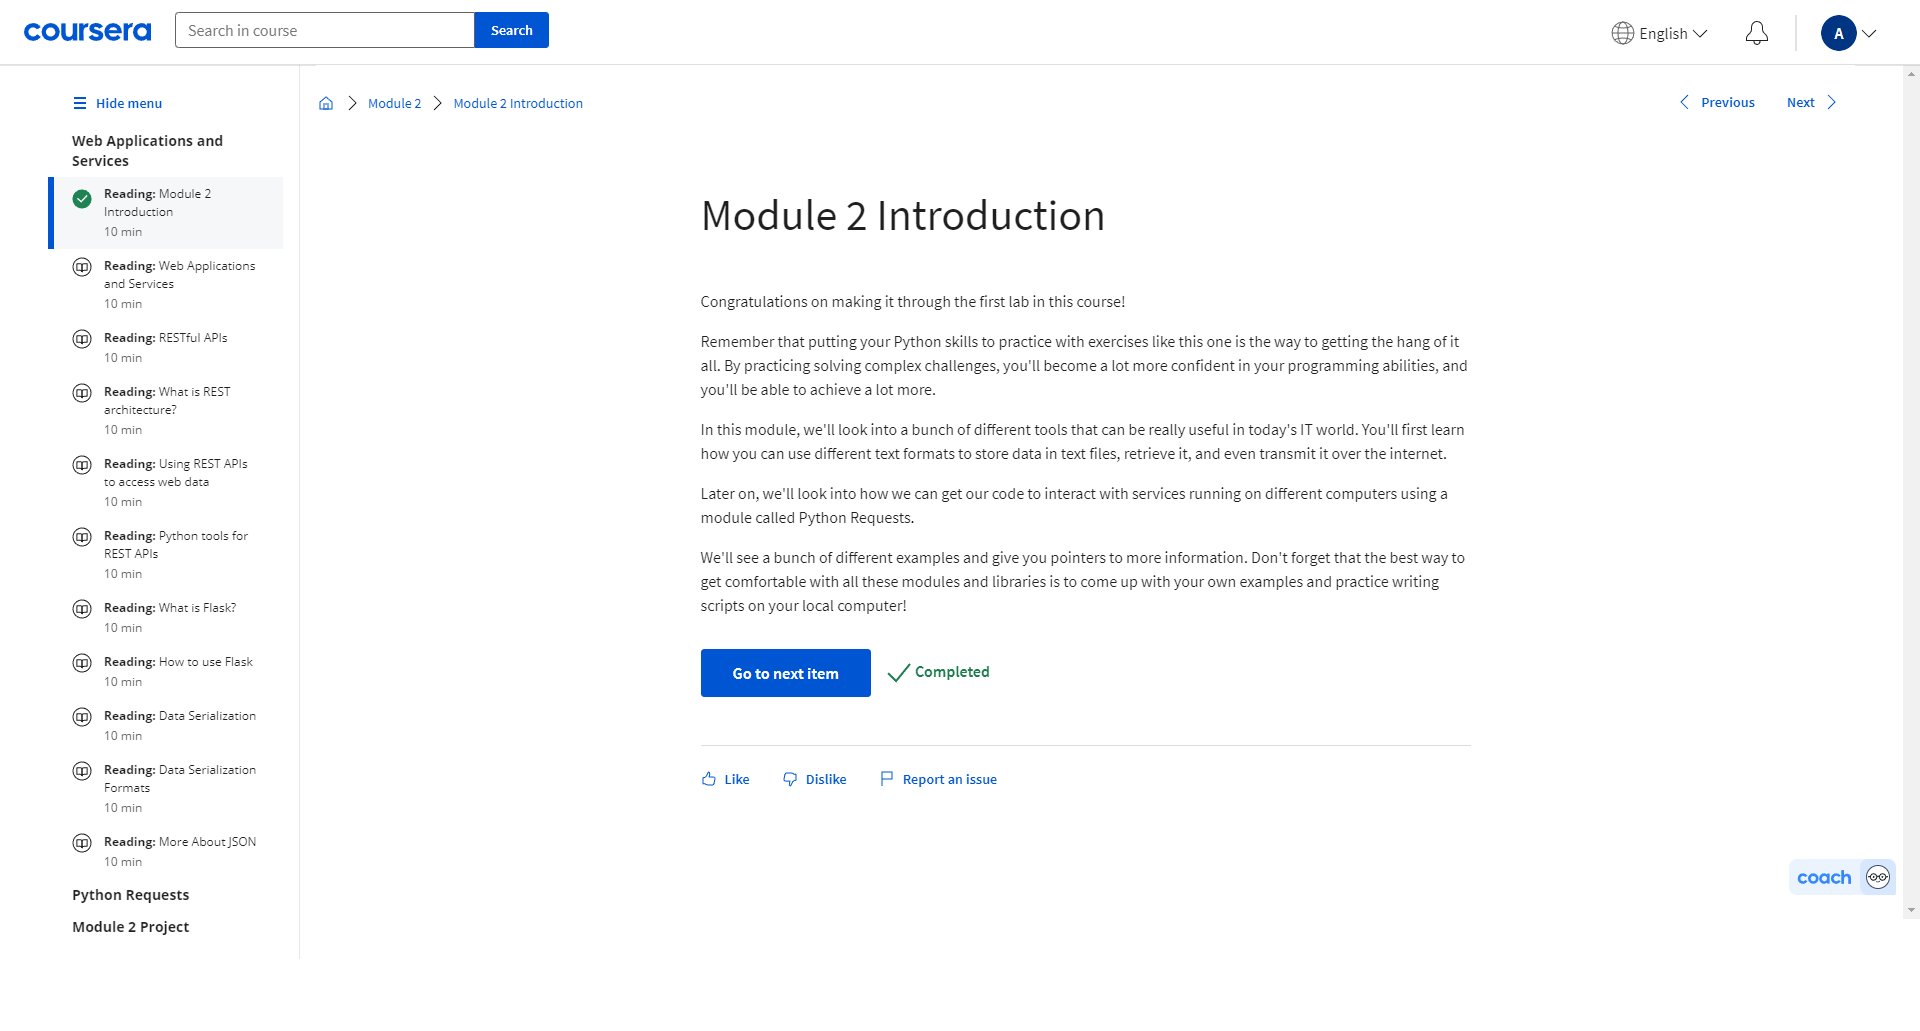 coursera
Search in course
Search
English
A
Hide menu
Module 2
Module 2 Introduction
Previous
Next
Web Applications and
Services
Reading: Module 2
Introduction
10 min
Reading: Web Applications
and Services
10 min
Reading: RESTful APIs
10 min
Reading: What is REST
architecture?
10 min
Reading: Using REST APIs
to access web data
10 min
Reading: Python tools for
REST APIs
10 min
Reading: What is Flask?
10 min
Reading: How to use Flask
10 min
Reading: Data Serialization
10 min
Reading: Data Serialization
Formats
10 min
Reading: More About JSON
10 min
Python Requests
Module 2 Project
Module 2 Introduction
Congratulations on making it through the first lab in this course!
Remember that putting your Python skills to practice with exercises like this one is the way to getting the hang of it
all. By practicing solving complex challenges, you'll become a lot more confident in your programming abilities, and
you'll be able to achieve a lot more.
In this module, we'll look into a bunch of different tools that can be really useful in today's IT world. You'll first learn
how you can use different text formats to store data in text files, retrieve it, and even transmit it over the internet.
Later on, we'll look into how we can get our code to interact with services running on different computers using a
module called Python Requests.
We'll see a bunch of different examples and give you pointers to more information. Don't forget that the best way to
get comfortable with all these modules and libraries is to come up with your own examples and practice writing
scripts on your local computer!
Go to next item
Completed
Like
Dislike
Report an issue
coach